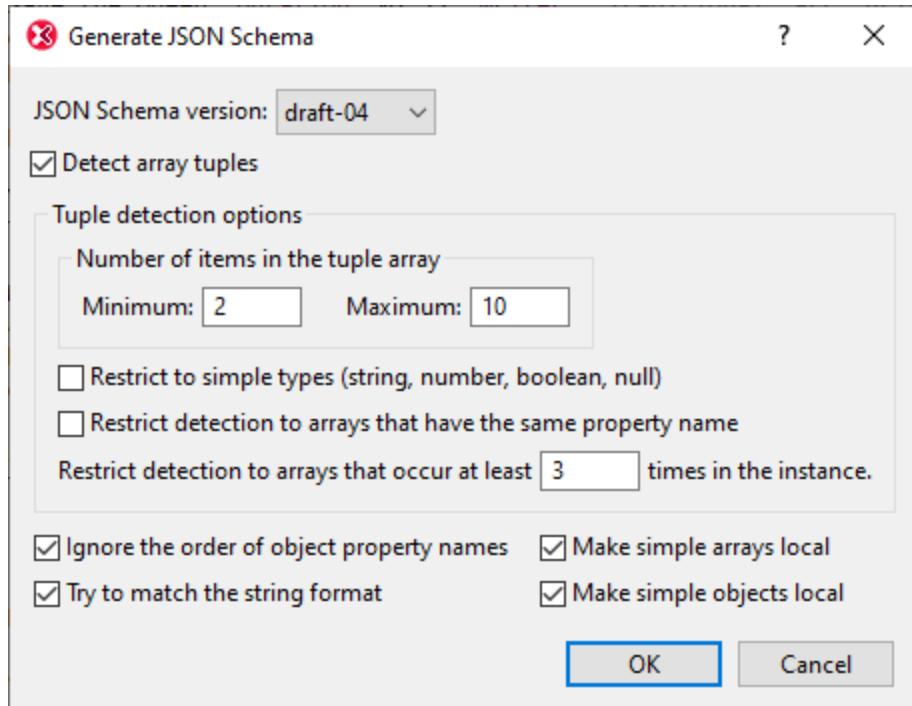 Generate JSON Schema
JSON Schema version: draft-04
Detect array tuples
Tuple detection options
Number of items in the tuple array
Minimum: 2 Maximum: 10
Restrict to simple types (string, number, boolean, null)
Restrict detection to arrays that have the same property name
Restrict detection to arrays that occur at least 3 times in the instance.
Ignore the order of object property names Make simple arrays local
Try to match the string format Make simple objects local
OK Cancel